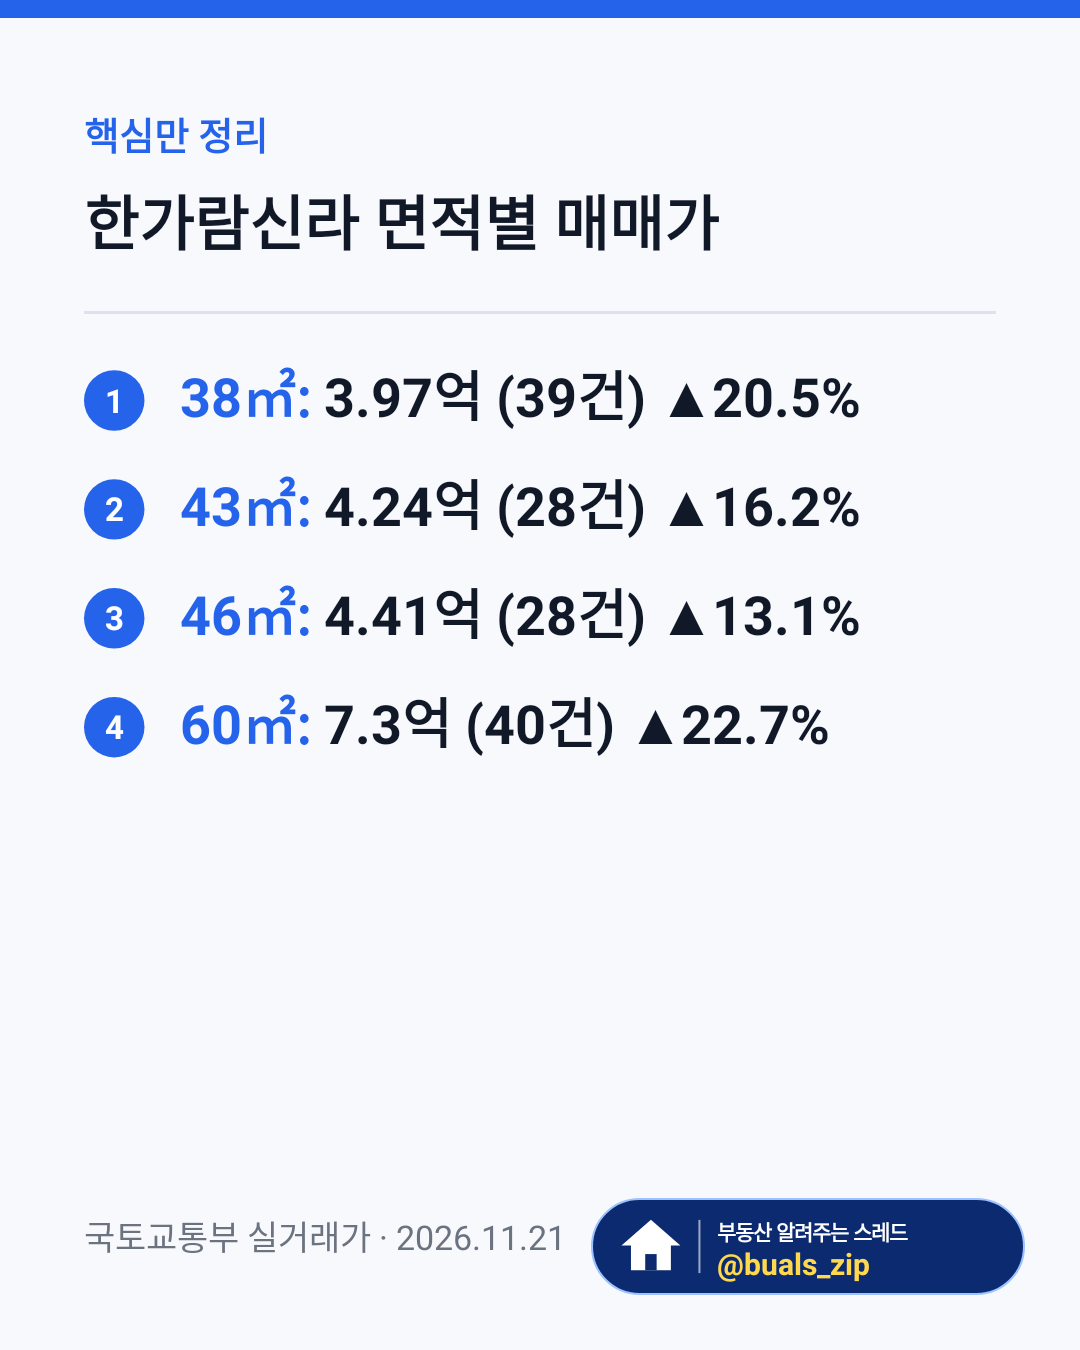 핵심만 정리
한가람신라 면적별 매매가
1 38㎡: 3.97억 (39건) ▲20.5%
2 43㎡: 4.24억 (28건) ▲16.2%
3 46㎡: 4.41억 (28건) ▲13.1%
4 60㎡: 7.3억 (40건) ▲22.7%
국토교통부 실거래가 · 2026.11.21
부동산 알려주는 스레드
@buals_zip